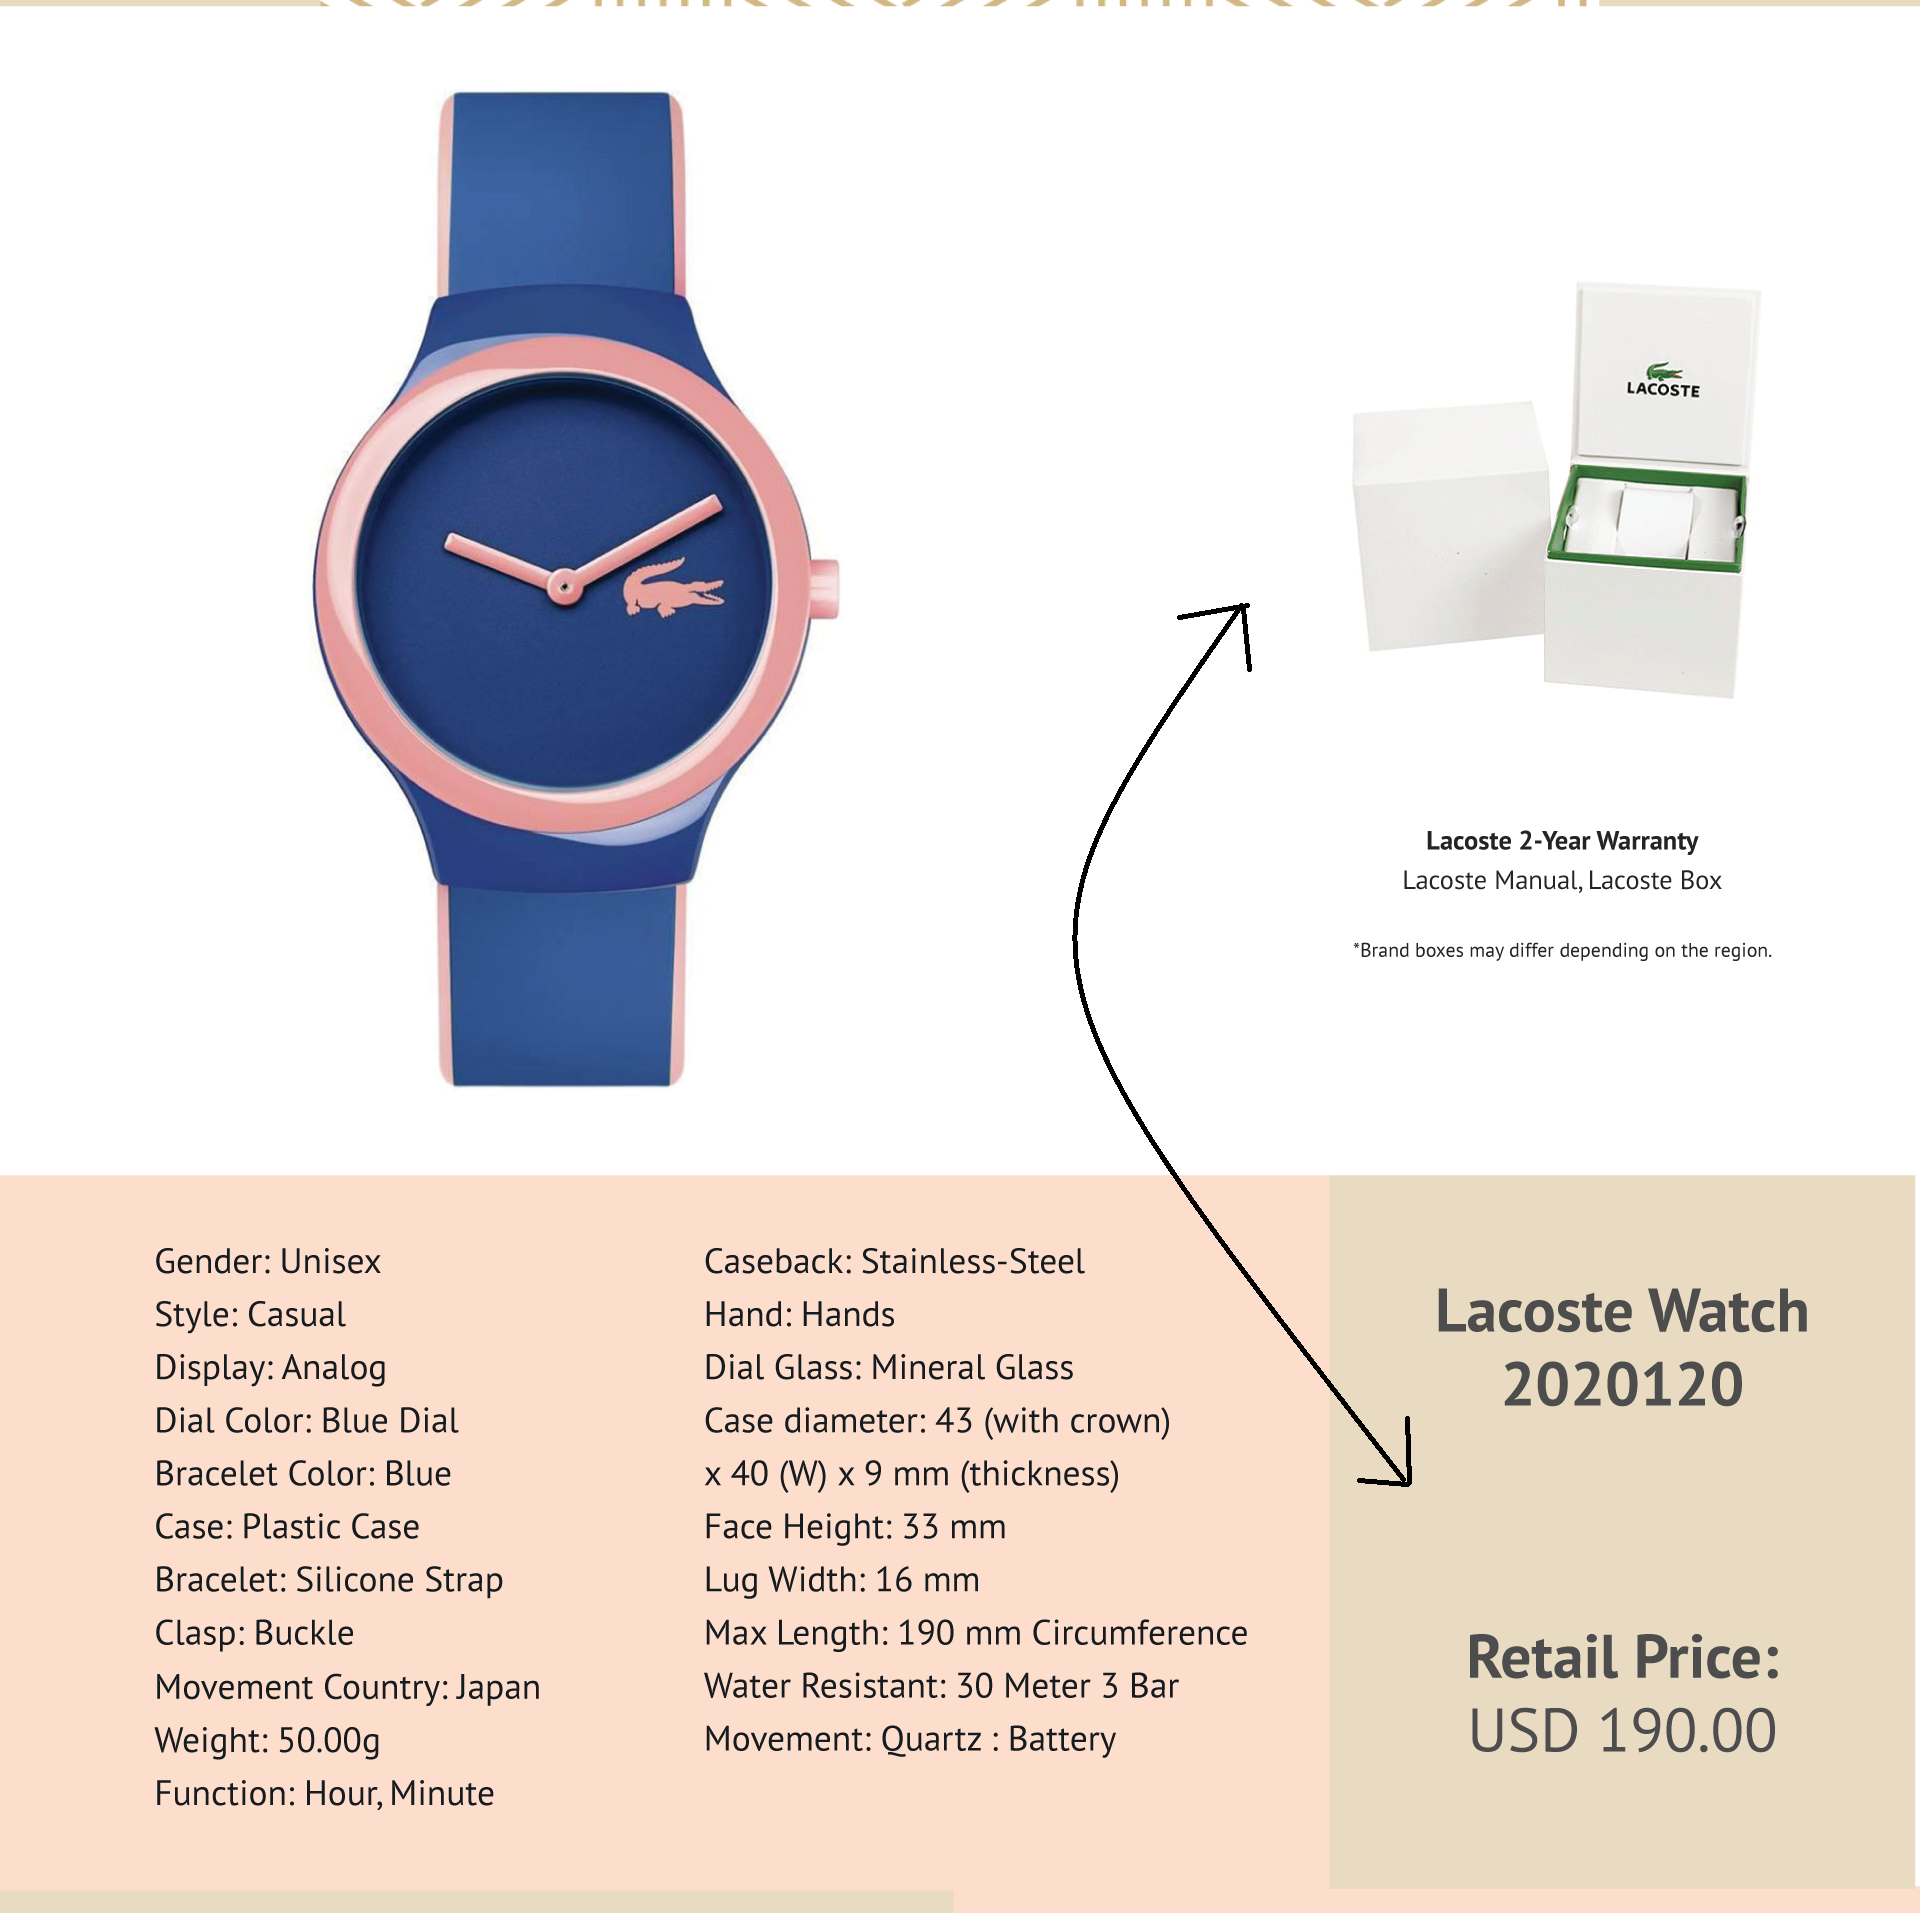 LACOSTE
Lacoste 2-Year Warranty
Lacoste Manual, Lacoste Box
*Brand boxes may differ depending on the region.
Gender: Unisex
Style: Casual
Display: Analog
Dial Color: Blue Dial
Bracelet Color: Blue
Case: Plastic Case
Bracelet: Silicone Strap
Clasp: Buckle
Movement Country: Japan
Weight: 50.00g
Function: Hour, Minute
Caseback: Stainless-Steel
Hand: Hands
Dial Glass: Mineral Glass
Case diameter: 43 (with crown)
x 40 (W) x 9 mm (thickness)
Face Height: 33 mm
Lug Width: 16 mm
Max Length: 190 mm Circumference
Water Resistant: 30 Meter 3 Bar
Movement: Quartz : Battery
Lacoste Watch
2020120
Retail Price:
USD 190.00